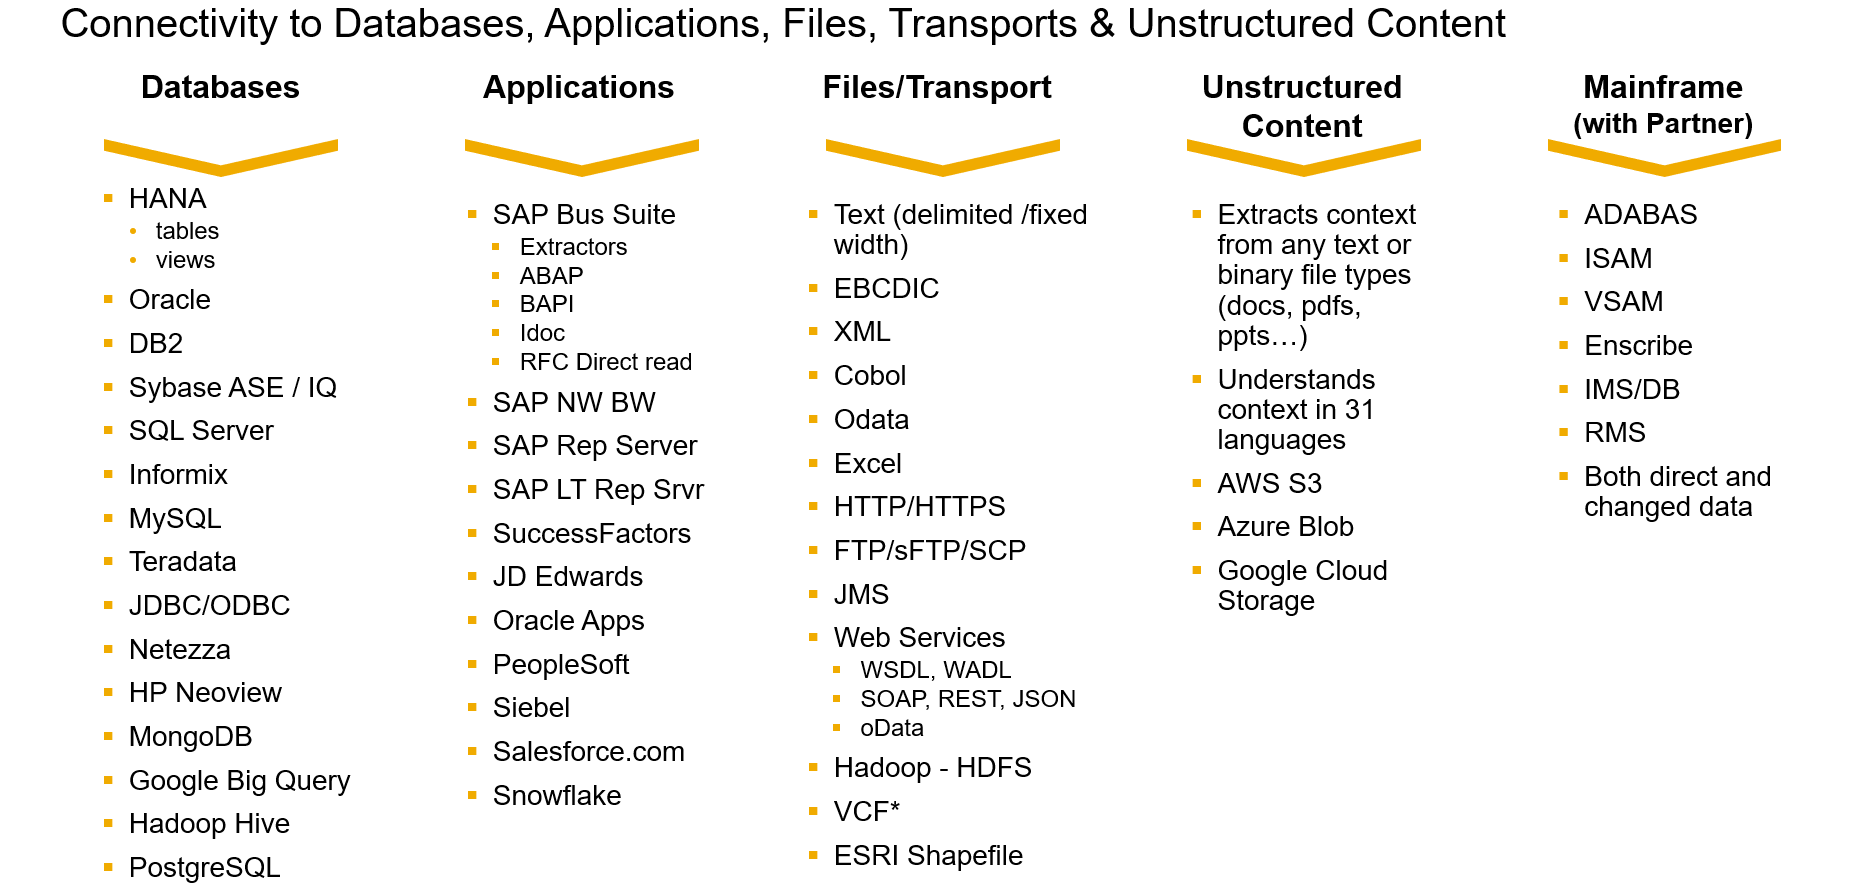 Connectivity to Databases, Applications, Files, Transports & Unstructured Content
Databases
HANA
tables
views
Oracle
DB2
Sybase ASE / IQ
SQL Server
Informix
MySQL
Teradata
JDBC/ODBC
Netezza
HP Neoview
MongoDB
Google Big Query
Hadoop Hive
PostgreSQL
Applications
SAP Bus Suite
Extractors
ABAP
BAPI
Idoc
RFC Direct read
SAP NW BW
SAP Rep Server
SAP LT Rep Srvr
SuccessFactors
JD Edwards
Oracle Apps
PeopleSoft
Siebel
Salesforce.com
Snowflake
Files/Transport
Text (delimited /fixed
width)
EBCDIC
XML
Cobol
Odata
Excel
HTTP/HTTPS
FTP/sFTP/SCP
JMS
Web Services
WSDL, WADL
SOAP, REST, JSON
oData
Hadoop - HDFS
VCF*
ESRI Shapefile
Unstructured
Content
Extracts context
from any text or
binary file types
(docs, pdfs,
ppts…)
Understands
context in 31
languages
AWS S3
Azure Blob
Google Cloud
Storage
Mainframe
(with Partner)
ADABAS
ISAM
VSAM
Enscribe
IMS/DB
RMS
Both direct and
changed data